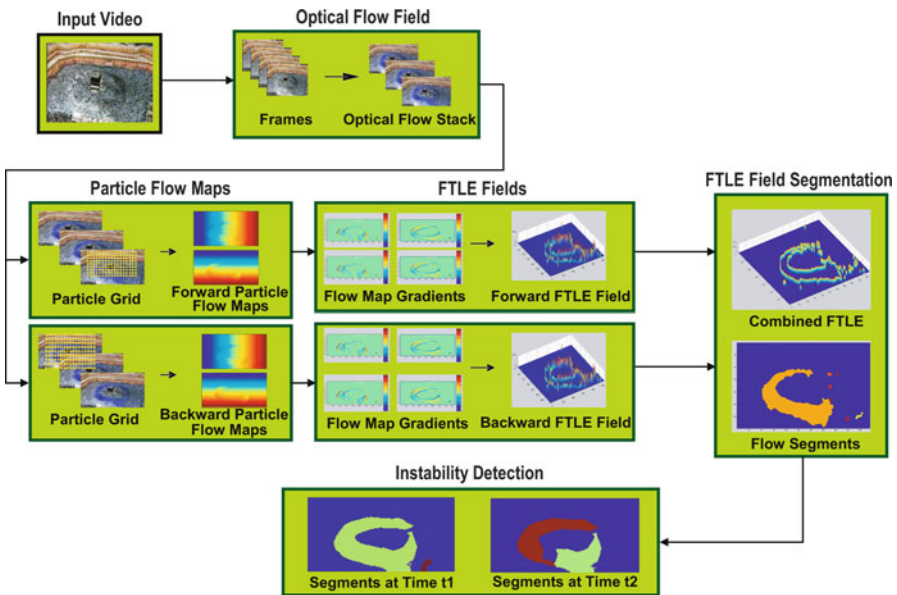 Input Video
Optical Flow Field
Frames
Optical Flow Stack
Particle Flow Maps
FTLE Fields
FTLE Field Segmentation
Particle Grid
Forward Particle
Flow Maps
Flow Map Gradients
Forward FTLE Field
Combined FTLE
Particle Grid
Backward Particle
Flow Maps
Flow Map Gradients
Backward FTLE Field
Flow Segments
Instability Detection
Segments at Time t1
Segments at Time t2